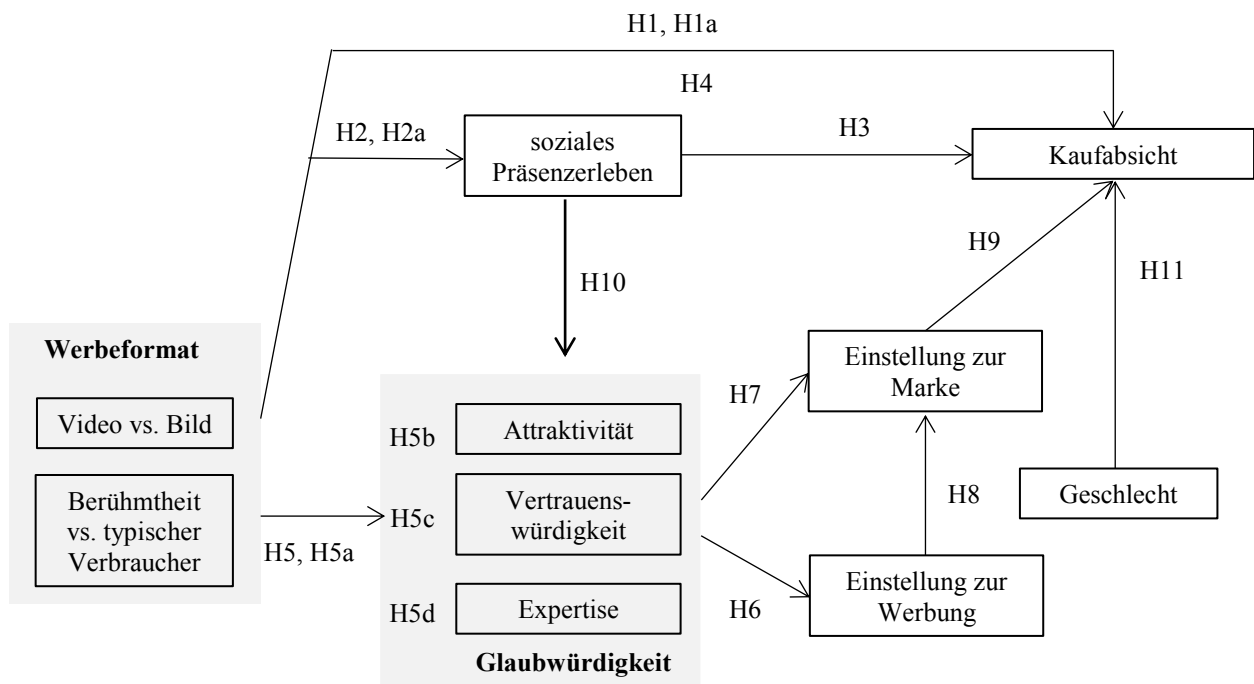 H1, H1a
H4
H2, H2a
soziales
Präsenzerleben
H3
Kaufabsicht
H9
H11
H10
Werbeformat
Video vs. Bild
Berühmtheit
vs. typischer
Verbraucher
H5, H5a
H5b
Attraktivität
H5c
Vertrauens-
würdigkeit
H5d
Expertise
Glaubwürdigkeit
H7
Einstellung zur
Marke
H8
Geschlecht
H6
Einstellung zur
Werbung